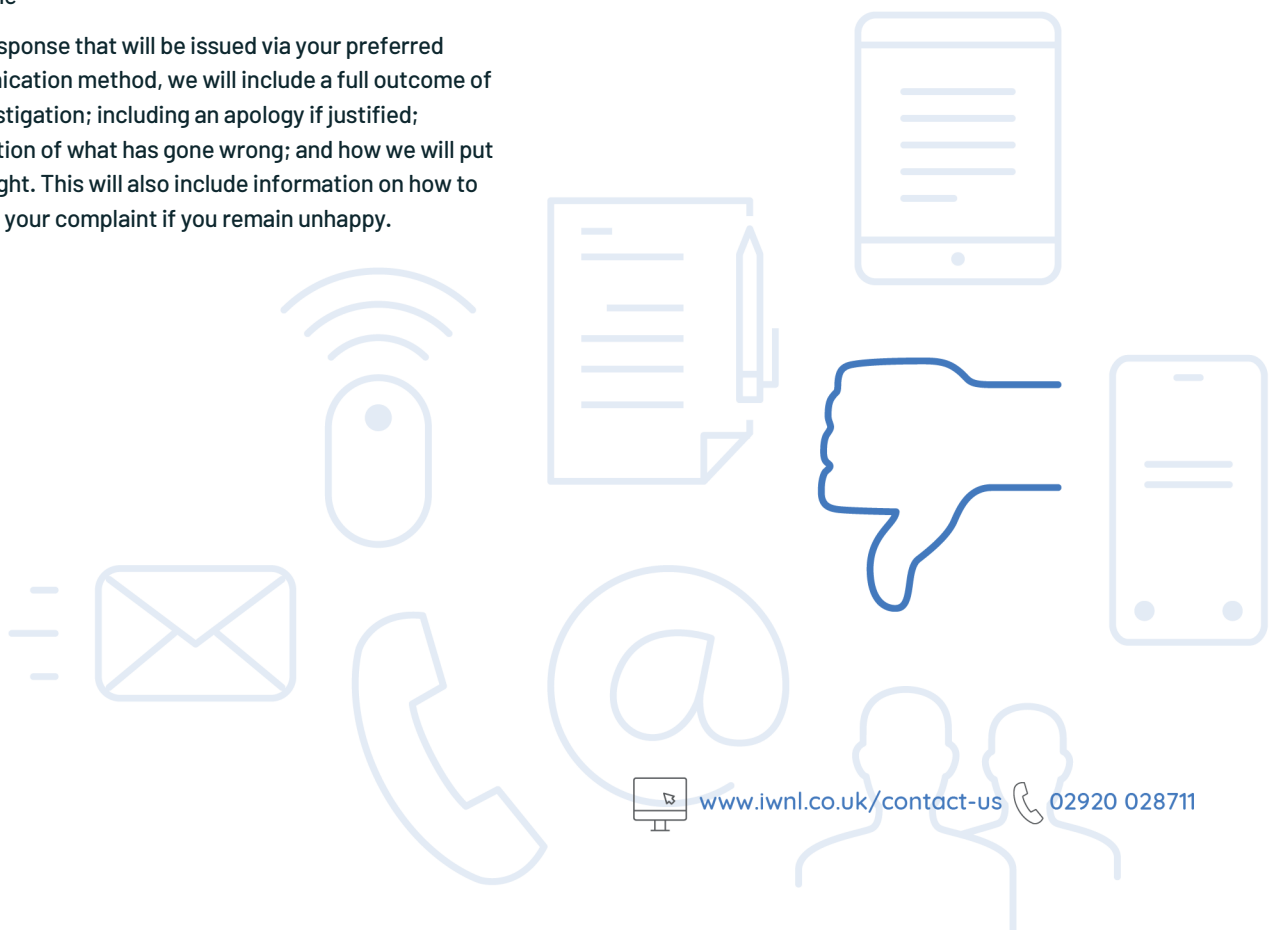 sponse that will be issued via your preferred
ication method, we will include a full outcome of
stigation; including an apology if justified;
tion of what has gone wrong; and how we will put
ght. This will also include information on how to
your complaint if you remain unhappy.
www.iwnl.co.uk/contact-us 02920 028711